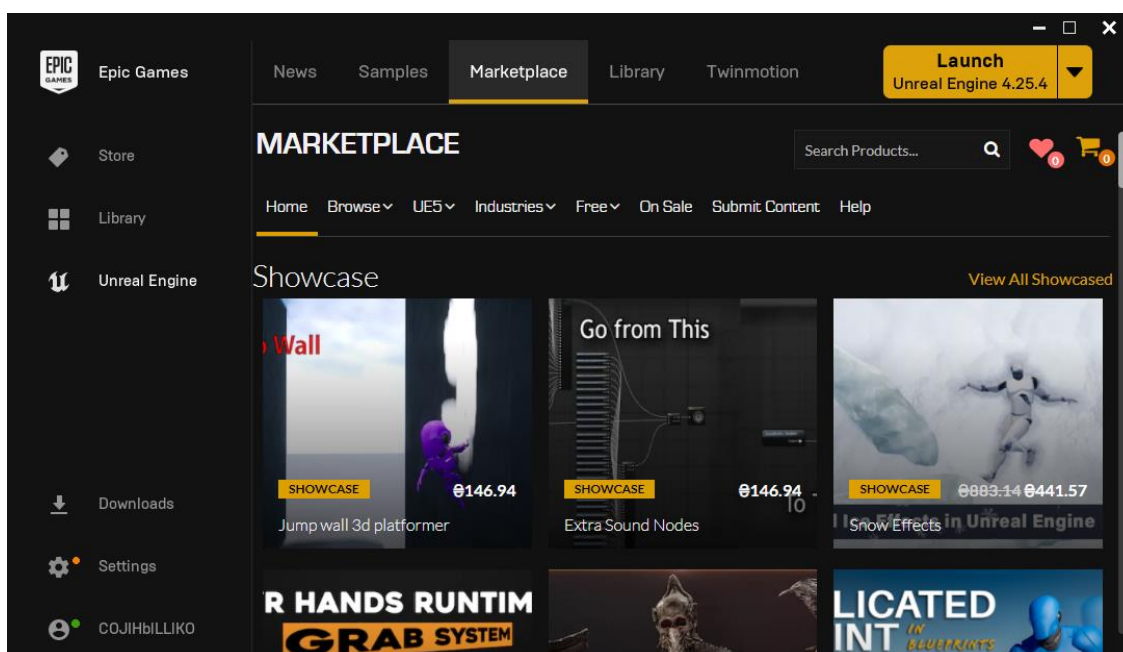 EPIC
GAMES
Epic Games
News
Samples
Marketplace
Library
Twinmotion
Launch
Unreal Engine 4.25.4
Store
Library
Unreal Engine
Downloads
Settings
COJIHbILLIKO
MARKETPLACE
Search Products...
0
0
Home
Browse
UE5
Industries
Free
On Sale
Submit Content
Help
Showcase
View All Showcased
Wall
SHOWCASE
₴146.94
Jump wall 3d platformer
Go from This
SHOWCASE
₴146.94
To
Extra Sound Nodes
SHOWCASE
₴883.14 ₴441.57
Snow Effects
in Unreal Engine
R HANDS RUNTIM
GRAB SYSTEM
LICATED
INT IN
BLUEPRINTS